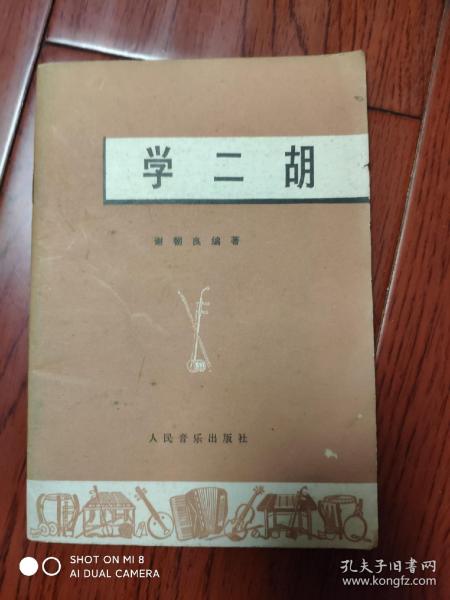 学二胡
谢朝良编著
人民音乐出版社
SHOT ON MI 8
AI DUAL CAMERA
孔夫子旧书网
www.kongfz.com